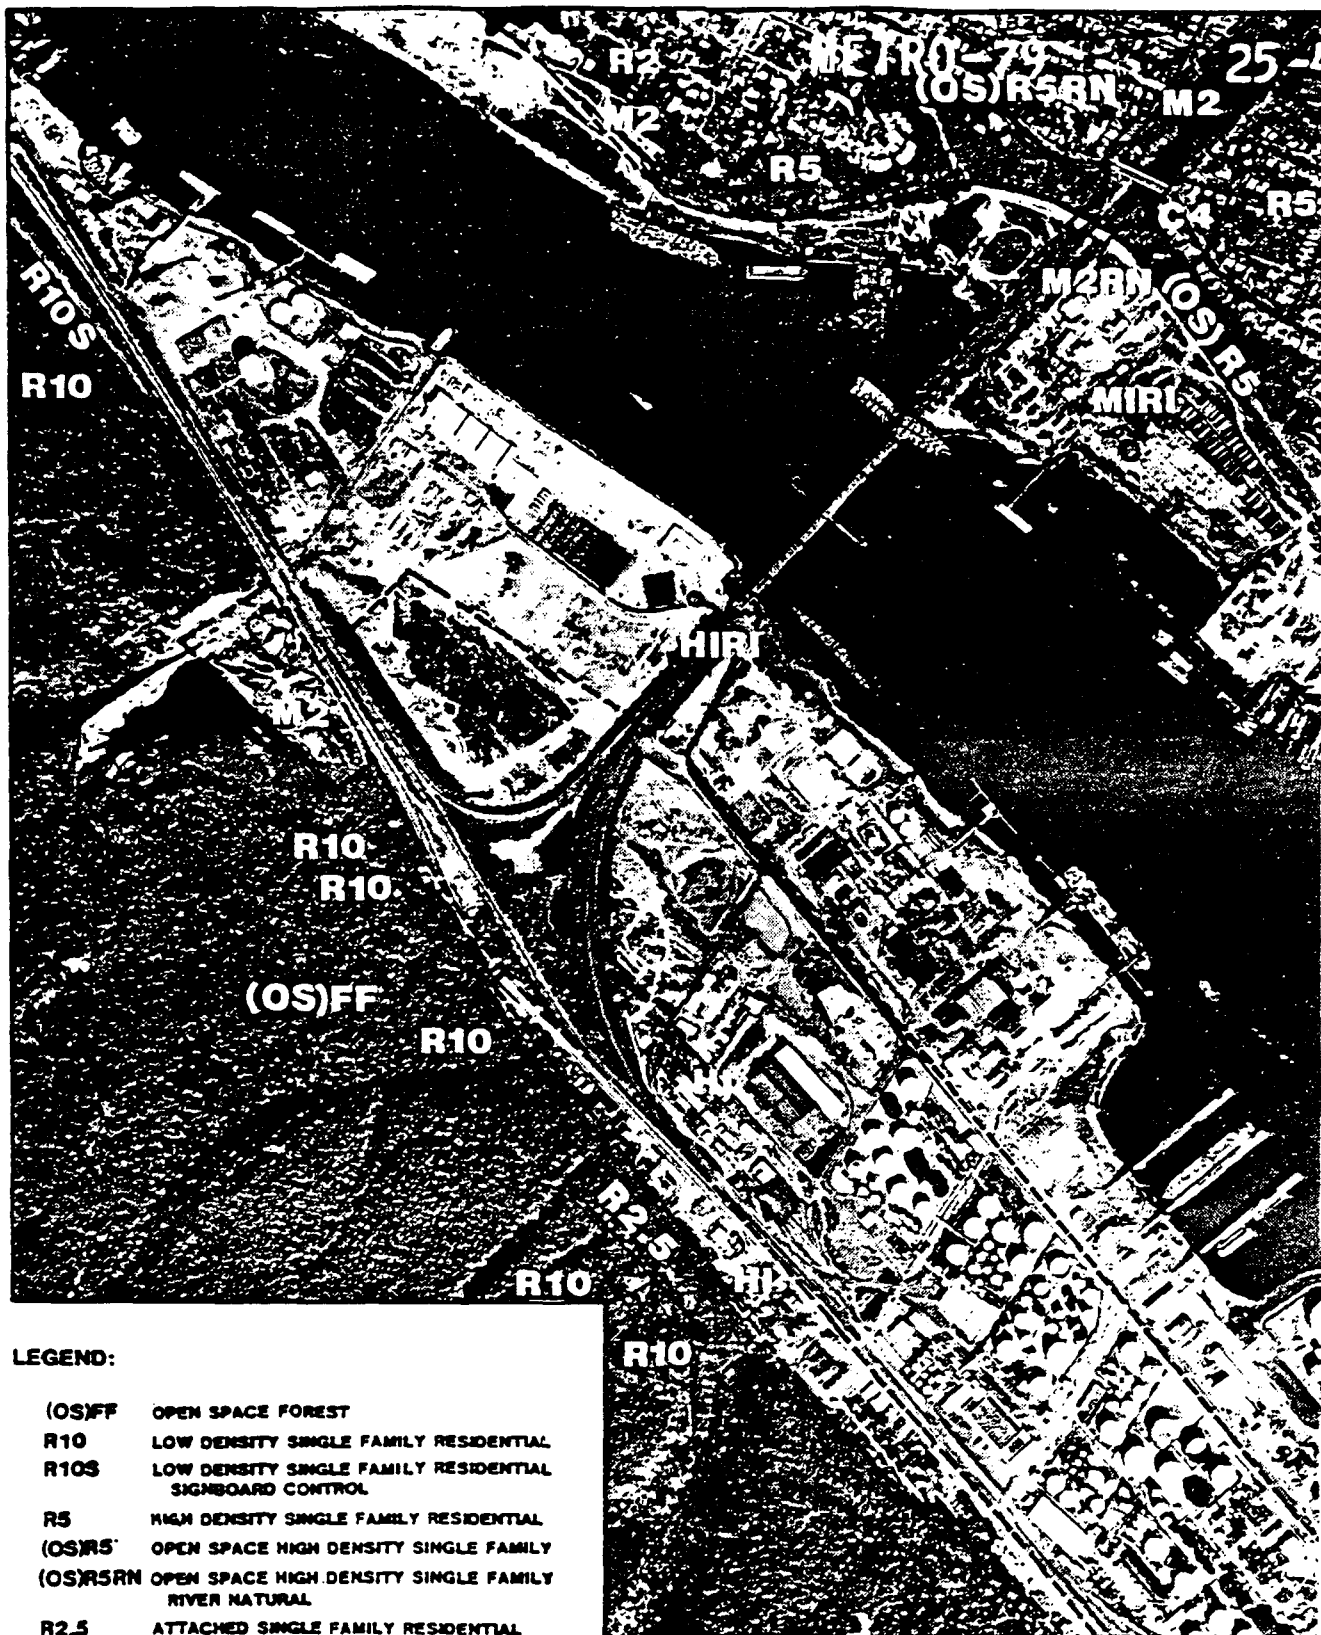 METRO-79 25-
R2
(OS)R5RN
M2
M2
R5
R5
C4
M2RN
(OS) R5
R10S
R10
MIRI
HIRI
M2
R10
R10
(OS)FF
R10
HI
R2.5
R10
HI
R10
LEGEND:
(OS)FF OPEN SPACE FOREST
R10 LOW DENSITY SINGLE FAMILY RESIDENTIAL
R10S LOW DENSITY SINGLE FAMILY RESIDENTIAL
SIGNBOARD CONTROL
R5 HIGH DENSITY SINGLE FAMILY RESIDENTIAL
(OS)R5 OPEN SPACE HIGH DENSITY SINGLE FAMILY
(OS)R5RN OPEN SPACE HIGH DENSITY SINGLE FAMILY
RIVER NATURAL
R2.5 ATTACHED SINGLE FAMILY RESIDENTIAL